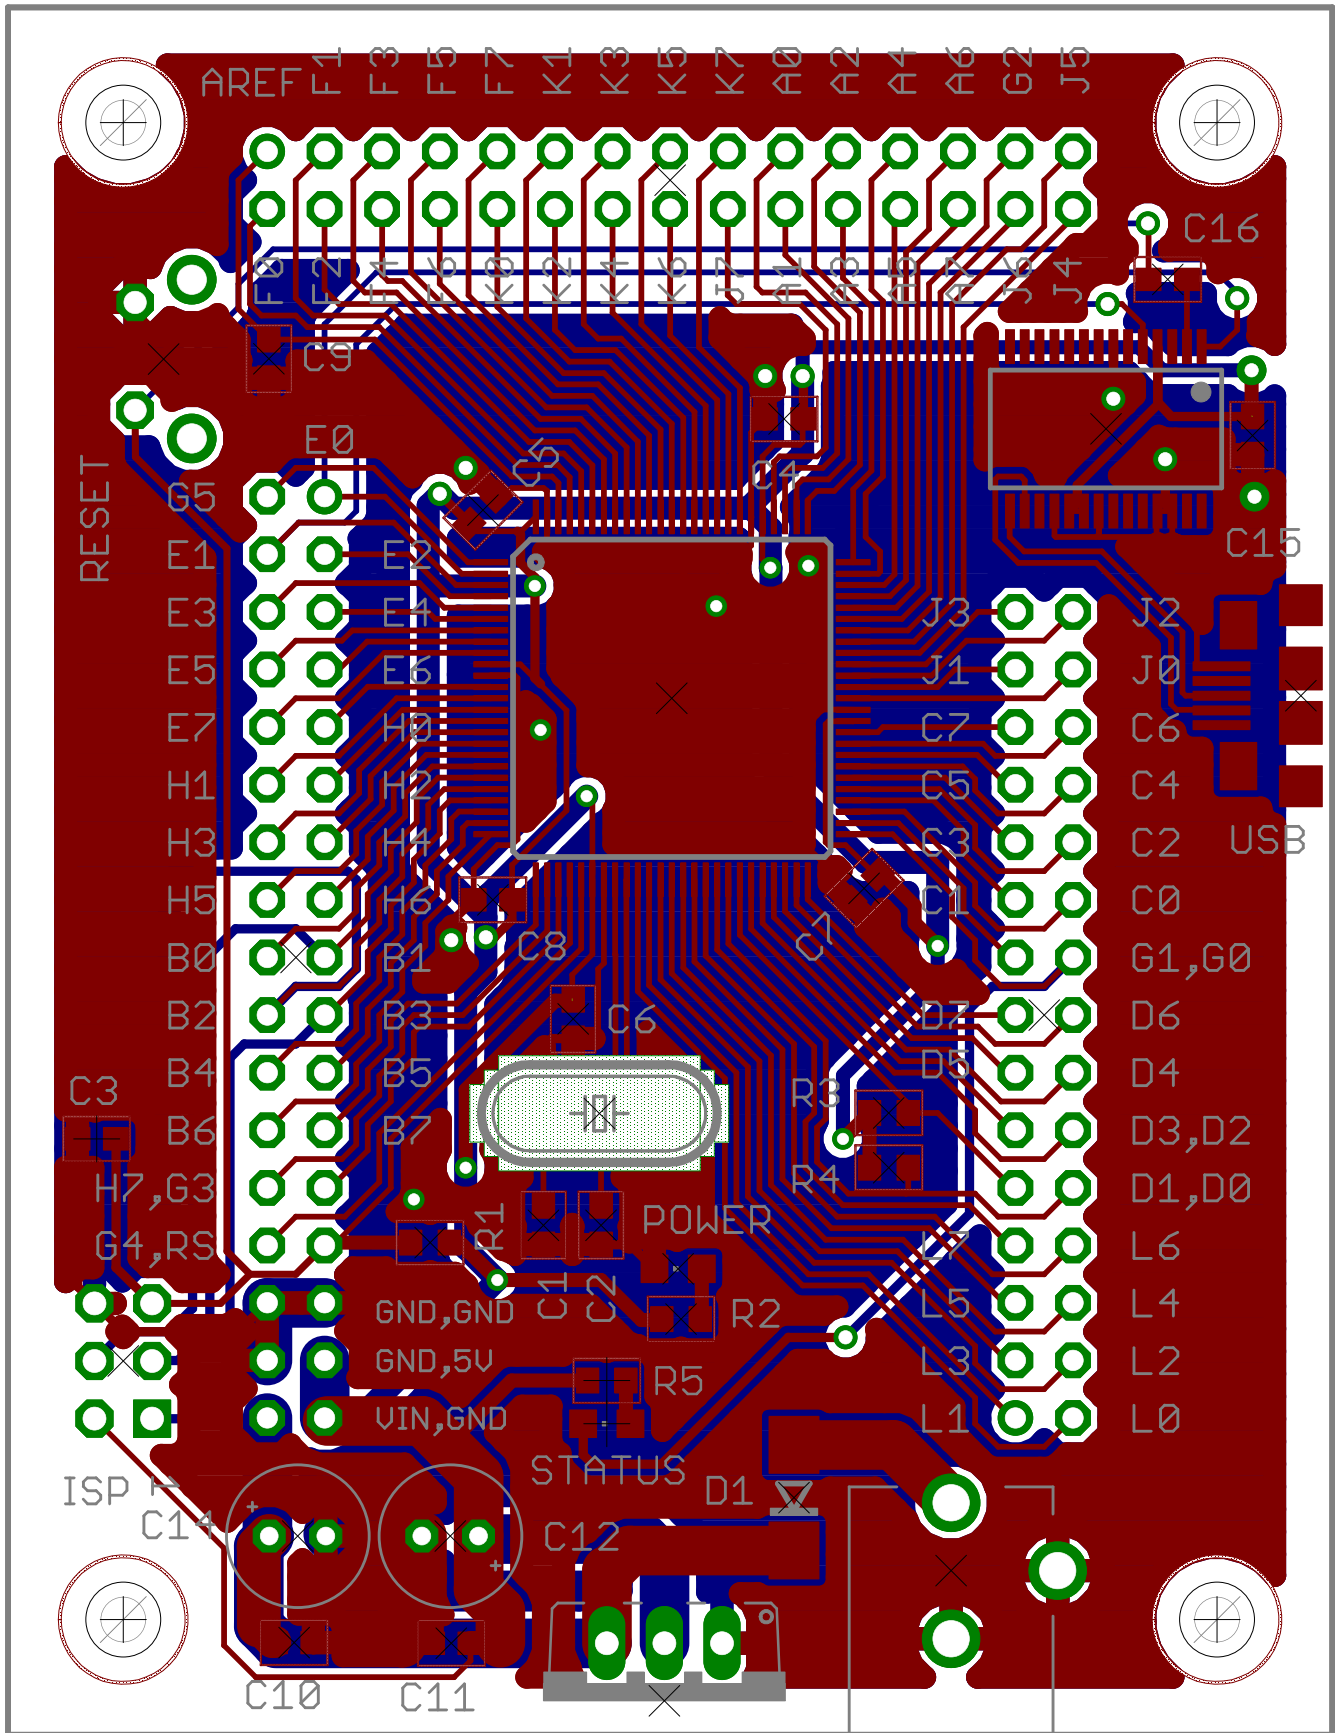 AREF F1 F3 F5 F7 K1 K3 K5 K7 A0 A2 A4 A6 G2 J5
C16
F0 F2 F4 F6 K0 K2 K4 K6 J7 A1 A3 A5 A7 J6 J4
C9
E0
C5
C4
G5
RESET
C15
E1 E2
E3 E4 J3 J2
E5 E6 J1 J0
E7 H0 C7 C6
H1 H2 C5 C4
H3 H4 C3 C2
USB
H5 H6 C1 C0
C8 C7
B0 B1 G1,G0
B2 B3 C6 D7 D6
B4 B5 D5 D4
C3 R3
B6 B7 D3,D2
H7,G3 R4 D1,D0
R1 POWER
G4,RS L7 L6
C1 C2
GND,GND R2 L5 L4
GND,5V L3 L2
R5
VIN,GND L1 L0
STATUS
ISP 1 D1
C14 C12
+
+
C10 C11